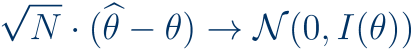 √N · (θ̂ − θ) → 𝒩(0, I(θ))